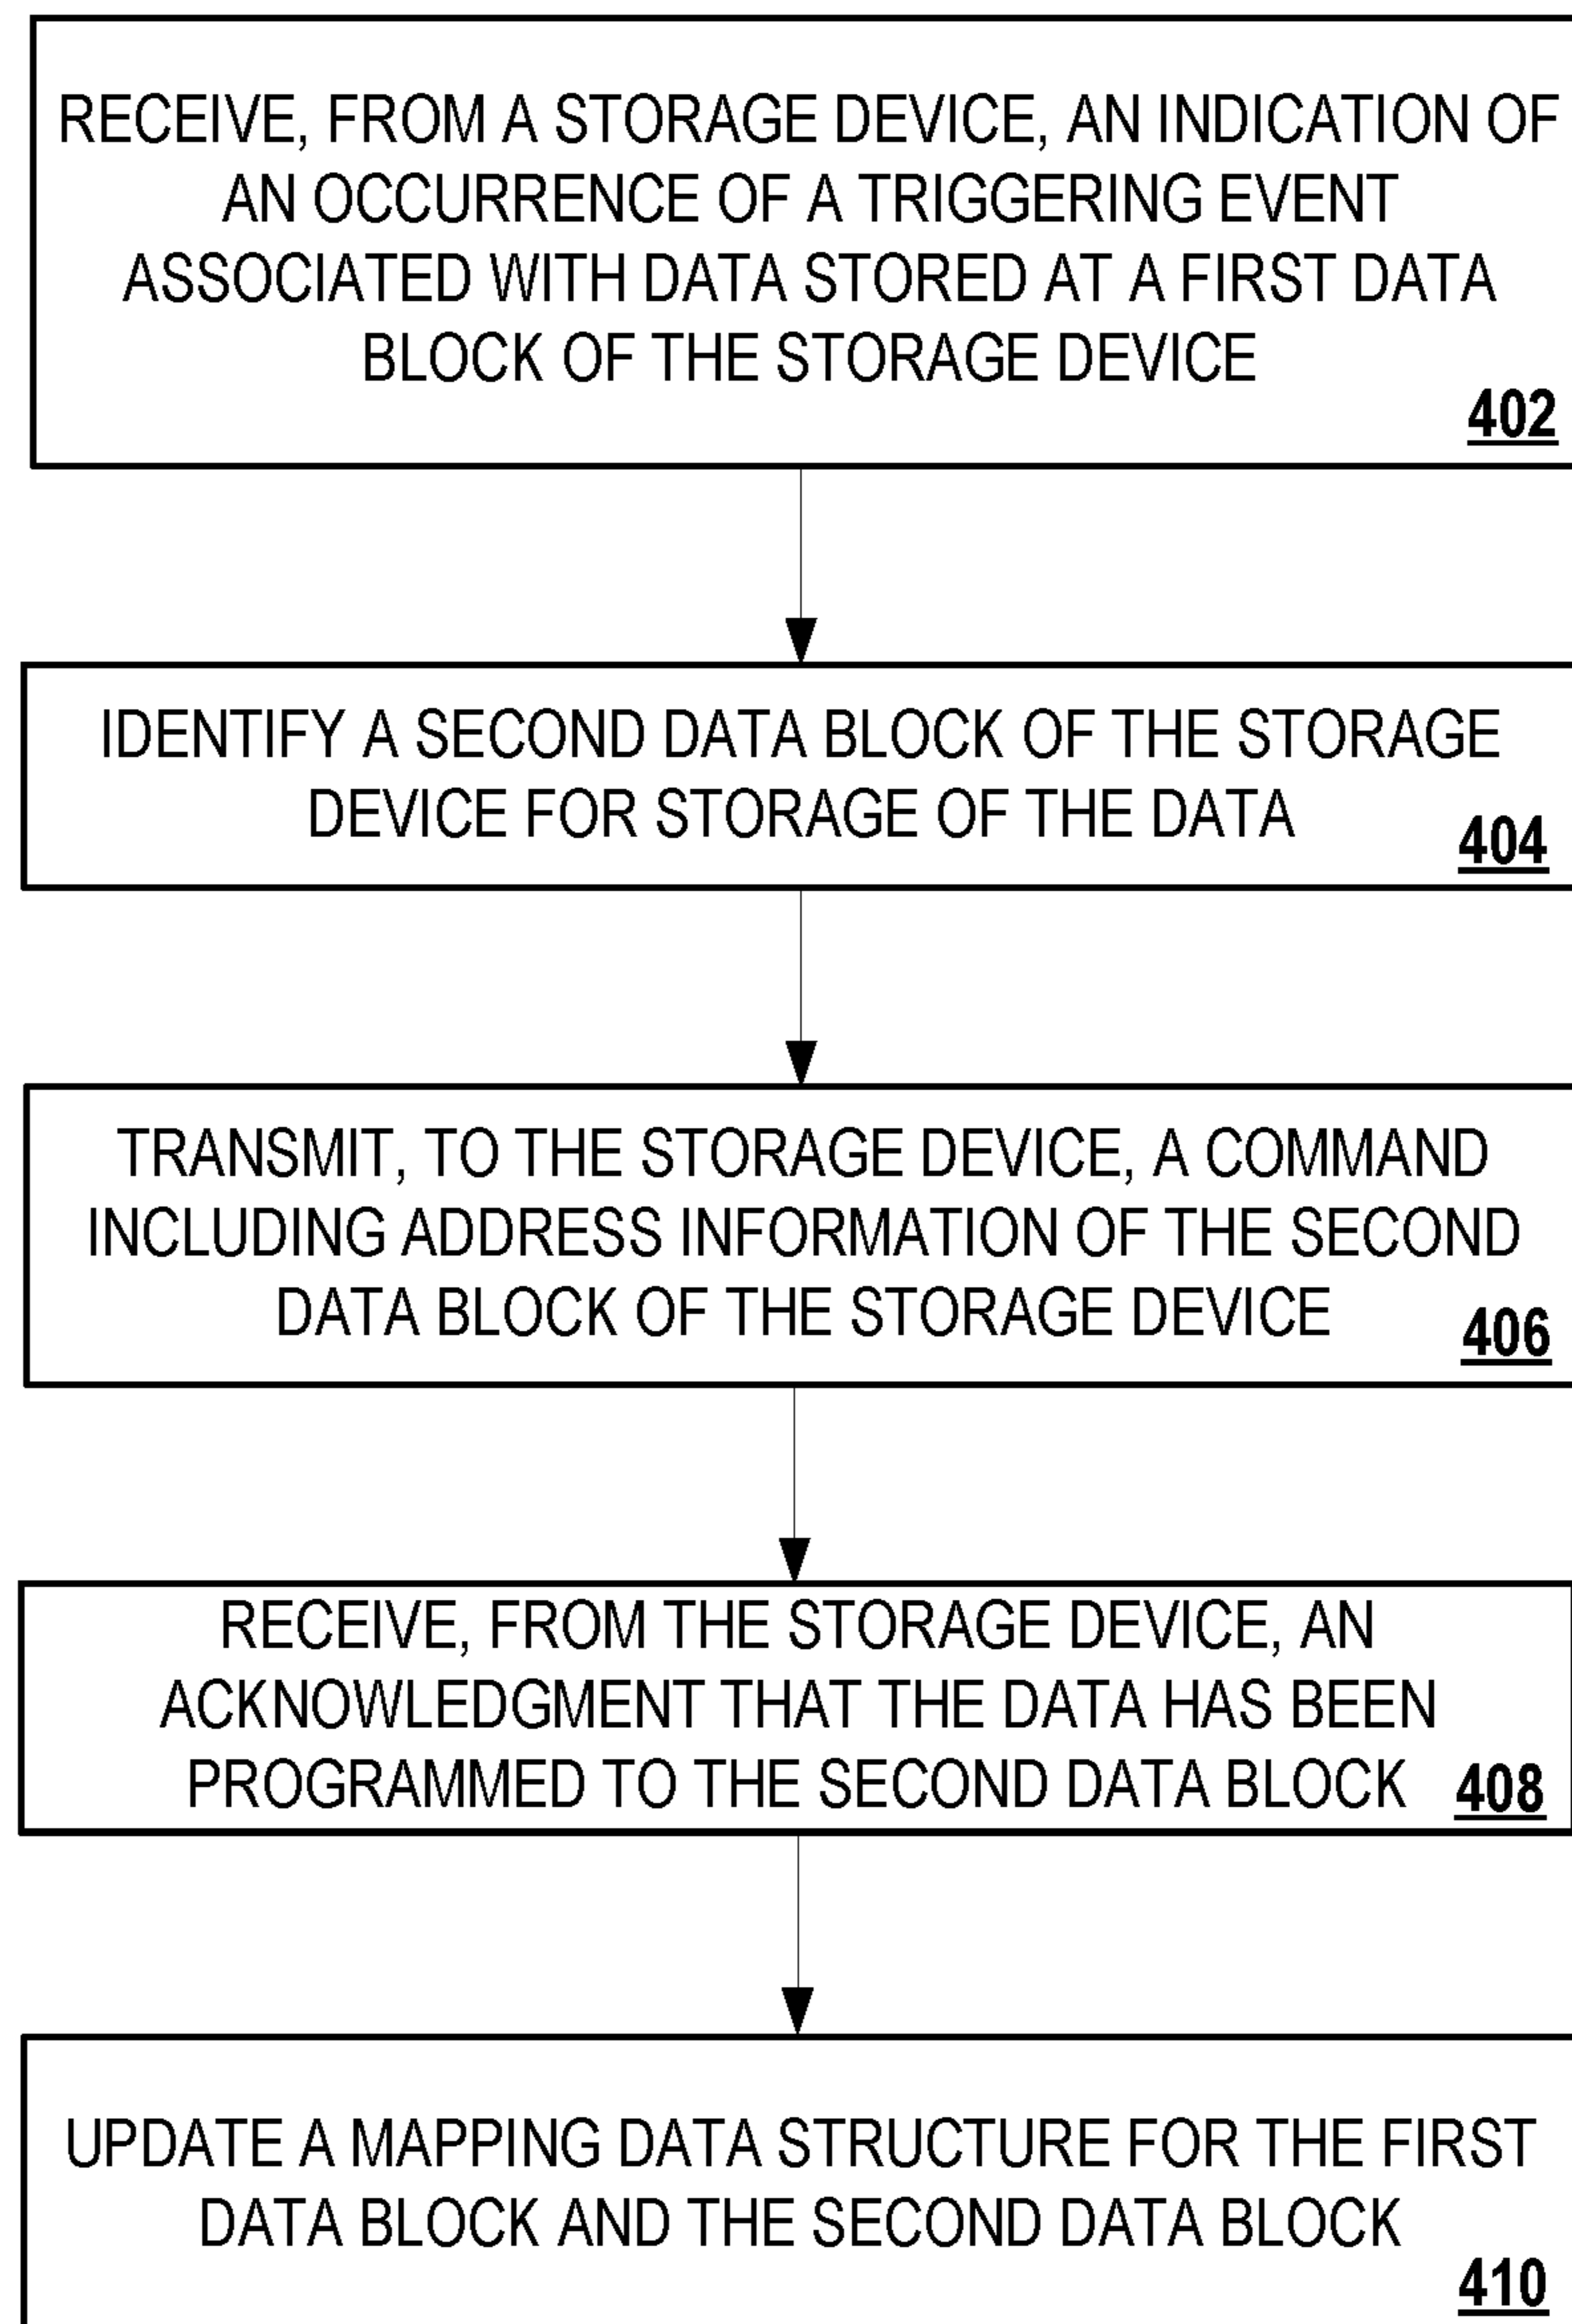 RECEIVE, FROM A STORAGE DEVICE, AN INDICATION OF
AN OCCURRENCE OF A TRIGGERING EVENT
ASSOCIATED WITH DATA STORED AT A FIRST DATA
BLOCK OF THE STORAGE DEVICE
402
IDENTIFY A SECOND DATA BLOCK OF THE STORAGE
DEVICE FOR STORAGE OF THE DATA
404
TRANSMIT, TO THE STORAGE DEVICE, A COMMAND
INCLUDING ADDRESS INFORMATION OF THE SECOND
DATA BLOCK OF THE STORAGE DEVICE
406
RECEIVE, FROM THE STORAGE DEVICE, AN
ACKNOWLEDGMENT THAT THE DATA HAS BEEN
PROGRAMMED TO THE SECOND DATA BLOCK 408
UPDATE A MAPPING DATA STRUCTURE FOR THE FIRST
DATA BLOCK AND THE SECOND DATA BLOCK
410